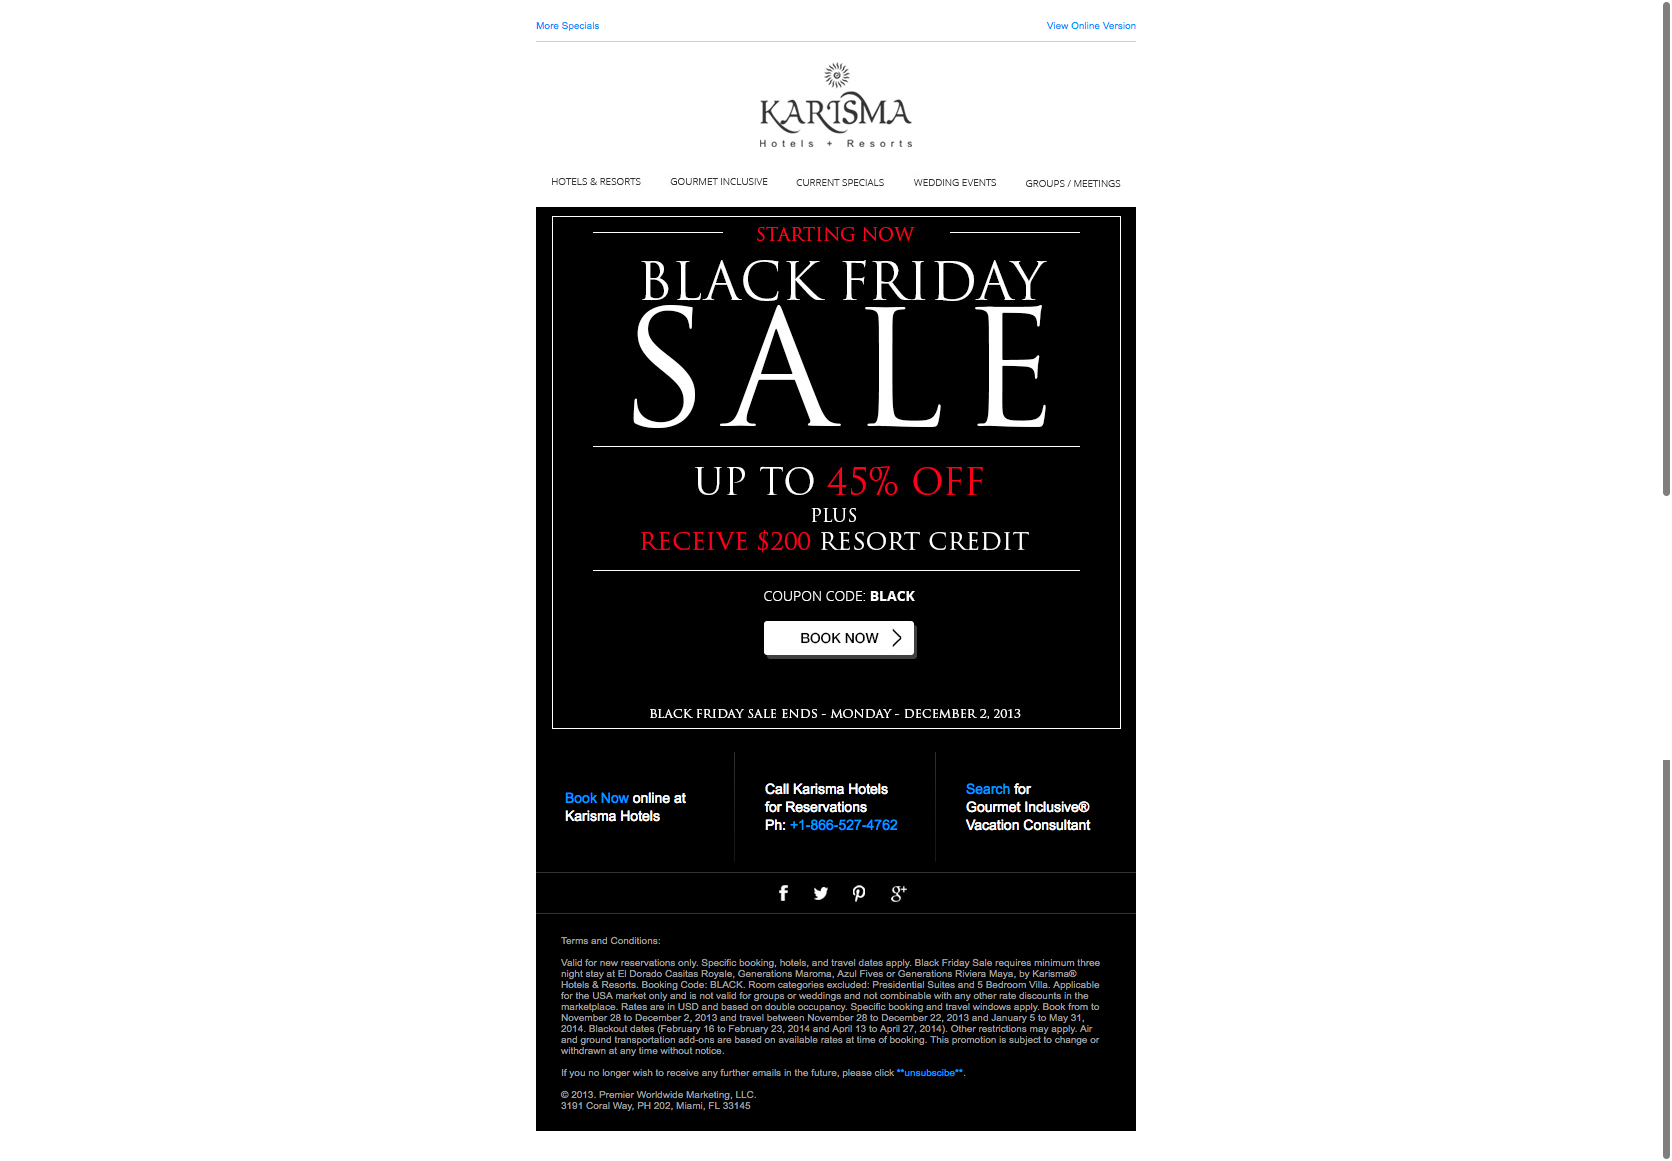 More Specials
View Online Version
KARISMA
Hotels + Resorts
HOTELS & RESORTS
GOURMET INCLUSIVE
CURRENT SPECIALS
WEDDING EVENTS
GROUPS / MEETINGS
STARTING NOW
BLACK FRIDAY
SALE
UP TO 45% OFF
PLUS
RECEIVE $200 RESORT CREDIT
COUPON CODE: BLACK
BOOK NOW
BLACK FRIDAY SALE ENDS - MONDAY - DECEMBER 2, 2013
Book Now online at
Karisma Hotels
Call Karisma Hotels
for Reservations
Ph: +1-866-527-4762
Search for
Gourmet Inclusive®
Vacation Consultant
Terms and Conditions:
Valid for new reservations only. Specific booking, hotels, and travel dates apply. Black Friday Sale requires minimum three
night stay at El Dorado Casitas Royale, Generations Maroma, Azul Fives or Generations Riviera Maya, by Karisma®
Hotels & Resorts. Booking Code: BLACK. Room categories excluded: Presidential Suites and 5 Bedroom Villa. Applicable
for the USA market only and is not valid for groups or weddings and not combinable with any other rate discounts in the
marketplace. Rates are in USD and based on double occupancy. Specific booking and travel windows apply. Book from to
November 28 to December 2, 2013 and travel between November 28 to December 22, 2013 and January 5 to May 31,
2014. Blackout dates (February 16 to February 23, 2014 and April 13 to April 27, 2014). Other restrictions may apply. Air
and ground transportation add-ons are based on available rates at time of booking. This promotion is subject to change or
withdrawn at any time without notice.
If you no longer wish to receive any further emails in the future, please click **unsubscibe**.
© 2013. Premier Worldwide Marketing, LLC.
3191 Coral Way, PH 202, Miami, FL 33145